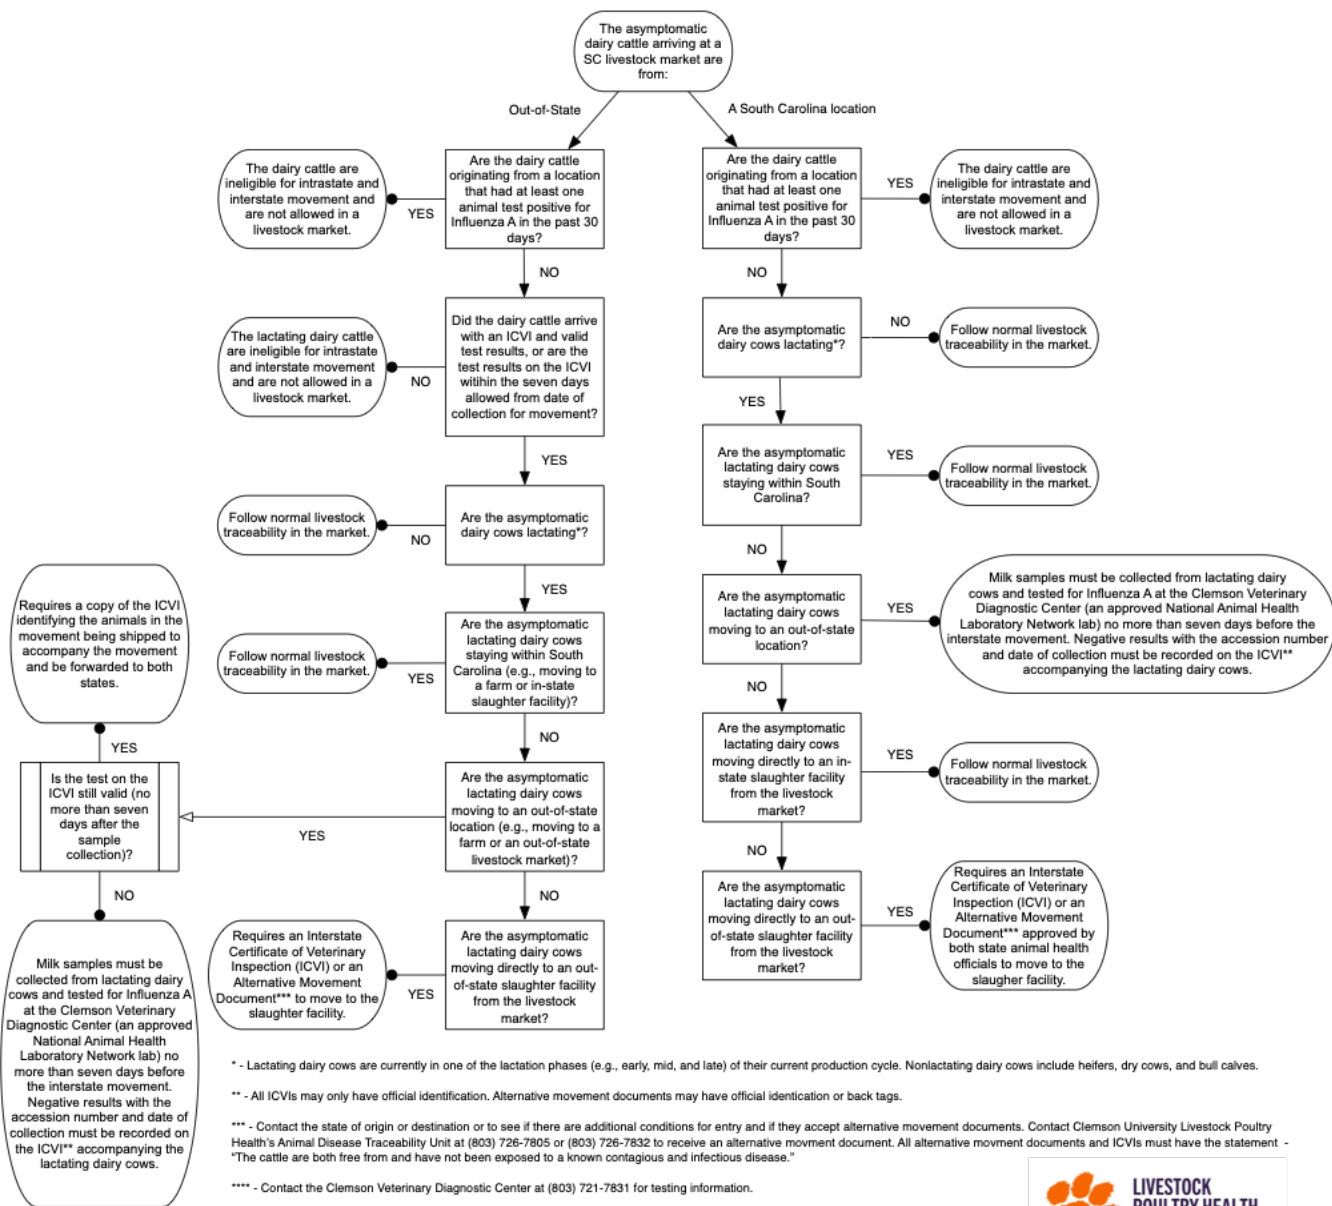 The asymptomatic
dairy cattle arriving at a
SC livestock market are
from:
Out-of-State
A South Carolina location
The dairy cattle are
ineligible for intrastate and
interstate movement and
are not allowed in a
livestock market.
YES
Are the dairy cattle
originating from a location
that had at least one
animal test positive for
Influenza A in the past 30
days?
Are the dairy cattle
originating from a location
that had at least one
animal test positive for
Influenza A in the past 30
days?
YES
The dairy cattle are
ineligible for intrastate and
interstate movement and
are not allowed in a
livestock market.
NO
NO
The lactating dairy cattle
are ineligible for intrastate
and interstate movement
and are not allowed in a
livestock market.
NO
Did the dairy cattle arrive
with an ICVI and valid
test results, or are the
test results on the ICVI
witihin the seven days
allowed from date of
collection for movement?
Are the asymptomatic
dairy cows lactating*?
NO
Follow normal livestock
traceability in the market.
YES
YES
Follow normal livestock
traceability in the market.
NO
Are the asymptomatic
dairy cows lactating*?
Are the asymptomatic
lactating dairy cows
staying within South
Carolina?
YES
Follow normal livestock
traceability in the market.
YES
NO
Requires a copy of the ICVI
identifying the animals in the
movement being shipped to
accompany the movement
and be forwarded to both
states.
Follow normal livestock
traceability in the market.
YES
Are the asymptomatic
lactating dairy cows
staying within South
Carolina (e.g., moving to
a farm or in-state
slaughter facility)?
Are the asymptomatic
lactating dairy cows
moving to an out-of-state
location?
YES
Milk samples must be collected from lactating dairy
cows and tested for Influenza A at the Clemson Veterinary
Diagnostic Center (an approved National Animal Health
Laboratory Network lab) no more than seven days before the
interstate movement. Negative results with the accession number
and date of collection must be recorded on the ICVI**
accompanying the lactating dairy cows.
NO
NO
YES
Is the test on the
ICVI still valid (no
more than seven
days after the
sample
collection)?
YES
Are the asymptomatic
lactating dairy cows
moving to an out-of-state
location (e.g., moving to a
farm or an out-of-state
livestock market)?
Are the asymptomatic
lactating dairy cows
moving directly to an in-
state slaughter facility
from the livestock
market?
YES
Follow normal livestock
traceability in the market.
NO
NO
NO
Milk samples must be
collected from lactating dairy
cows and tested for Influenza A
at the Clemson Veterinary
Diagnostic Center (an approved
National Animal Health
Laboratory Network lab) no
more than seven days before
the interstate movement.
Negative results with the
accession number and date of
collection must be recorded on
the ICVI** accompanying the
lactating dairy cows.
Requires an Interstate
Certificate of Veterinary
Inspection (ICVI) or an
Alternative Movement
Document*** to move to the
slaughter facility.
YES
Are the asymptomatic
lactating dairy cows
moving directly to an out-
of-state slaughter facility
from the livestock
market?
Are the asymptomatic
lactating dairy cows
moving directly to an out-
of-state slaughter facility
from the livestock
market?
YES
Requires an Interstate
Certificate of Veterinary
Inspection (ICVI) or an
Alternative Movement
Document*** approved by
both state animal health
officials to move to the
slaugher facility.
* - Lactating dairy cows are currently in one of the lactation phases (e.g., early, mid, and late) of their current production cycle. Nonlactating dairy cows include heifers, dry cows, and bull calves.
** - All ICVIs may only have official identification. Alternative movement documents may have official identication or back tags.
*** - Contact the state of origin or destination or to see if there are additional conditions for entry and if they accept alternative movement documents. Contact Clemson University Livestock Poultry
Health's Animal Disease Traceability Unit at (803) 726-7805 or (803) 726-7832 to receive an alternative movment document. All alternative movment documents and ICVIs must have the statement -
"The cattle are both free from and have not been exposed to a known contagious and infectious disease."
**** - Contact the Clemson Veterinary Diagnostic Center at (803) 721-7831 for testing information.
LIVESTOCK
POULTRY HEALTH